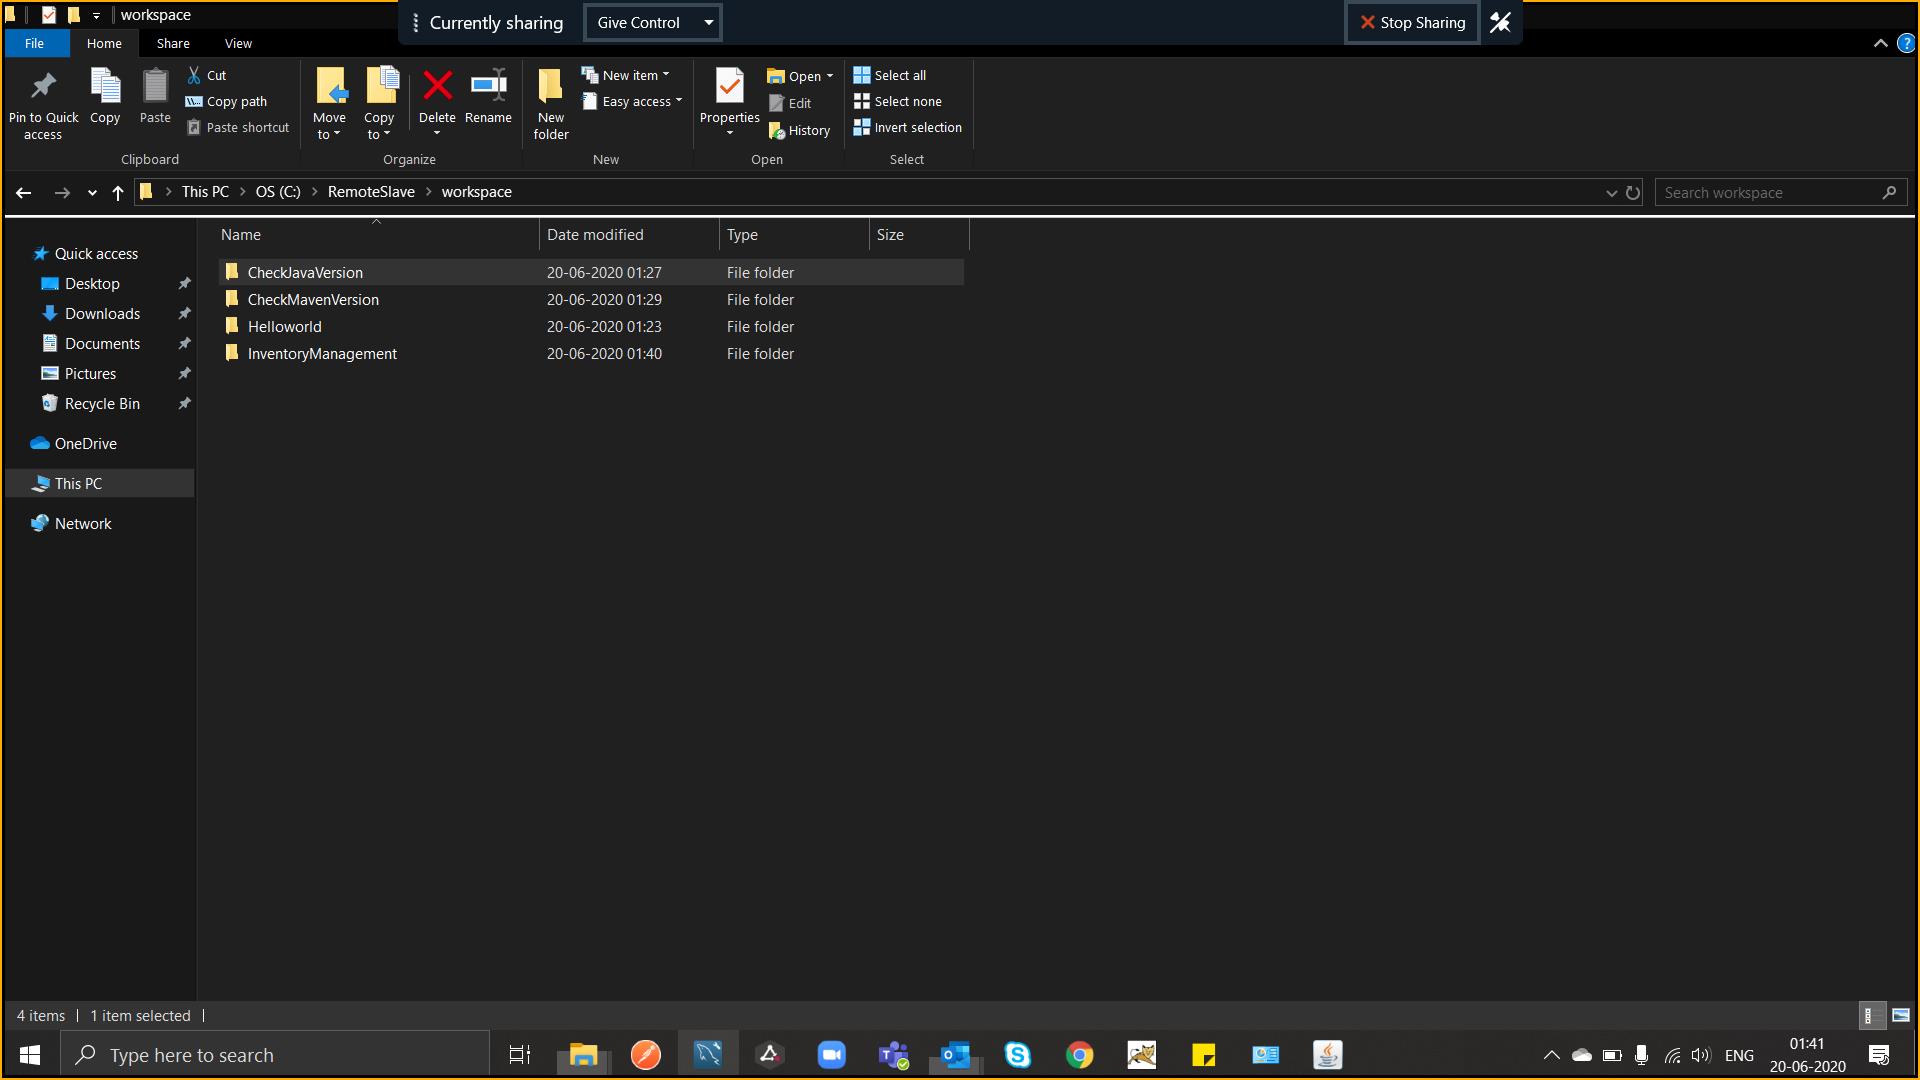 workspace
Currently sharing
Give Control
Stop Sharing
File
Home
Share
View
?
Pin to Quick access
Copy
Paste
Cut
Copy path
Paste shortcut
Clipboard
Move to
Copy to
Delete
Rename
Organize
New folder
New item
Easy access
New
Properties
Open
Edit
History
Open
Select all
Select none
Invert selection
Select
This PC
OS (C:)
RemoteSlave
workspace
Search workspace
Name
Date modified
Type
Size
Quick access
Desktop
Downloads
Documents
Pictures
Recycle Bin
OneDrive
This PC
Network
CheckJavaVersion 20-06-2020 01:27 File folder
CheckMavenVersion 20-06-2020 01:29 File folder
Helloworld 20-06-2020 01:23 File folder
InventoryManagement 20-06-2020 01:40 File folder
4 items
1 item selected
Type here to search
ENG
01:41
20-06-2020